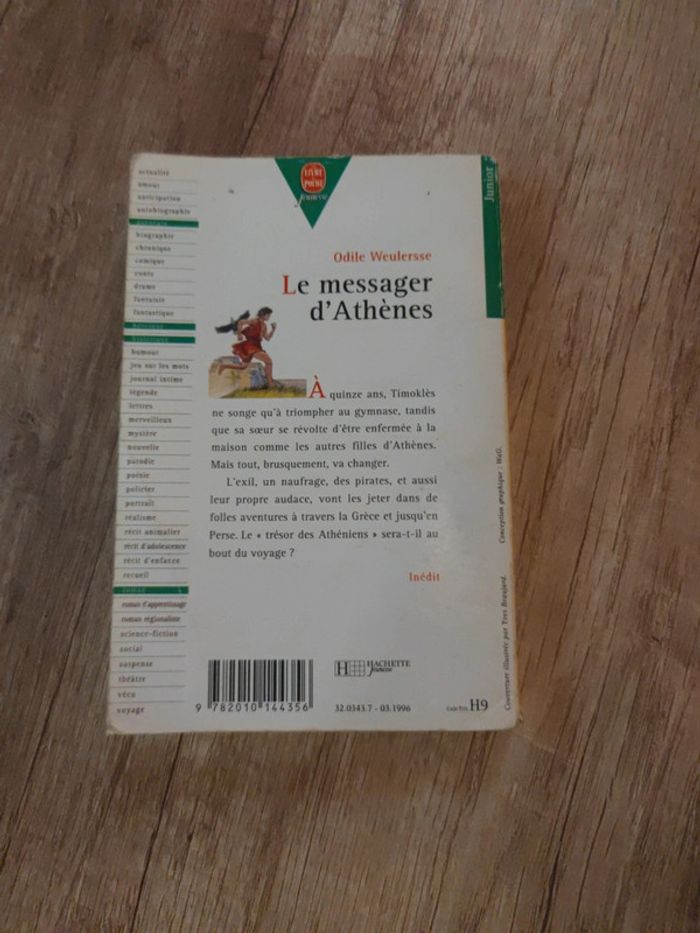 actualité
amour
anticipation
autobiographie
aventure
biographie
chronique
comique
conte
drame
fantaisie
fantastique
historique
humour
jeu sur les mots
journal intime
légende
lettres
merveilleux
mystère
nouvelle
parodie
poésie
policier
portrait
réalisme
récit animalier
récit d'adolescence
récit d'enfance
recueil
roman
roman d'apprentissage
roman régionaliste
science-fiction
social
suspense
théâtre
vécu
voyage
LE LIVRE
DE POCHE
Jeunesse
Junior
Odile Weulersse
Le messager
d'Athènes
À quinze ans, Timoklès
ne songe qu'à triompher au gymnase, tandis
que sa sœur se révolte d'être enfermée à la
maison comme les autres filles d'Athènes.
Mais tout, brusquement, va changer.
L'exil, un naufrage, des pirates, et aussi
leur propre audace, vont les jeter dans de
folles aventures à travers la Grèce et jusqu'en
Perse. Le « trésor des Athéniens » sera-t-il au
bout du voyage ?
Inédit
9 782010 144356
H HACHETTE
Jeunesse
32.0343.7 - 03.1996
Code Prix H9
Couverture illustrée par Yves Beaujard. Conception graphique : WaG.